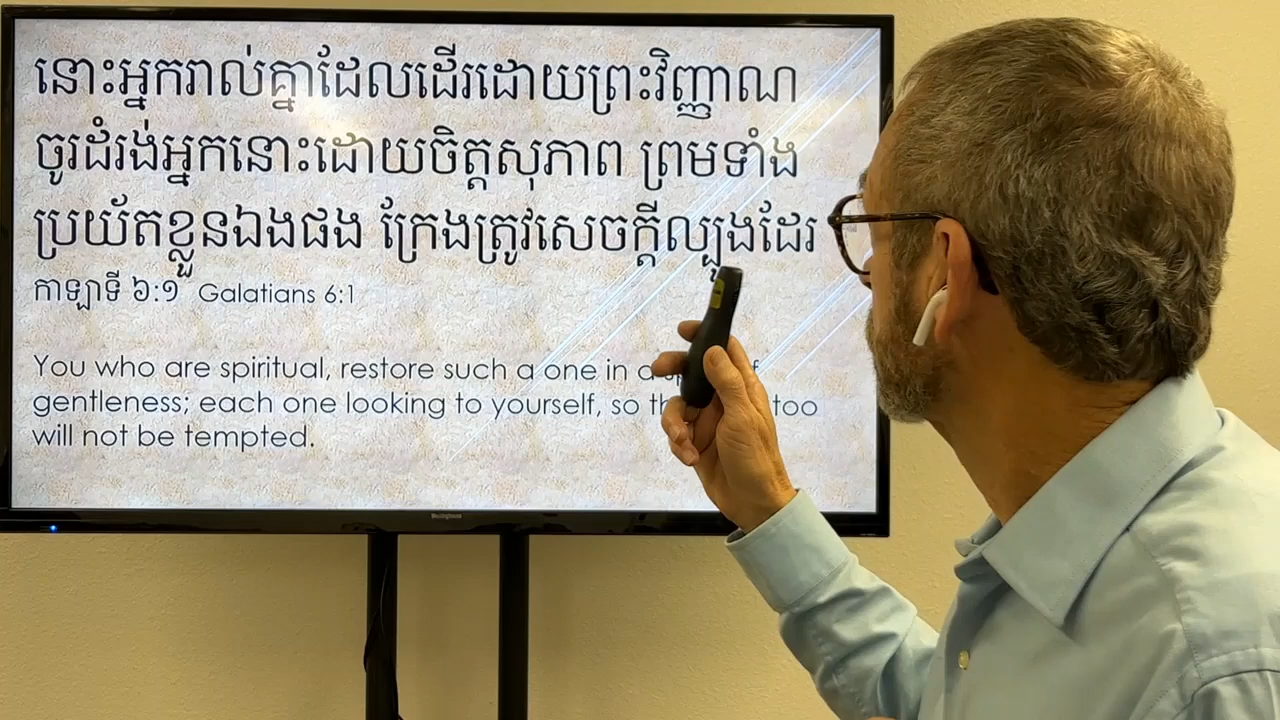 នោះអ្នករាល់គ្នាដែលដើរដោយព្រះវិញ្ញាណ
ចូរដំរង់អ្នកនោះដោយចិត្តសុភាព ព្រមទាំង
ប្រយ័តខ្លួនឯងផង ក្រែងត្រូវសេចក្ដីល្បួងដែរ
កាឡាទី ៦:១ Galatians 6:1
You who are spiritual, restore such a one in a
gentleness; each one looking to yourself, so too
will not be tempted.
Westinghouse